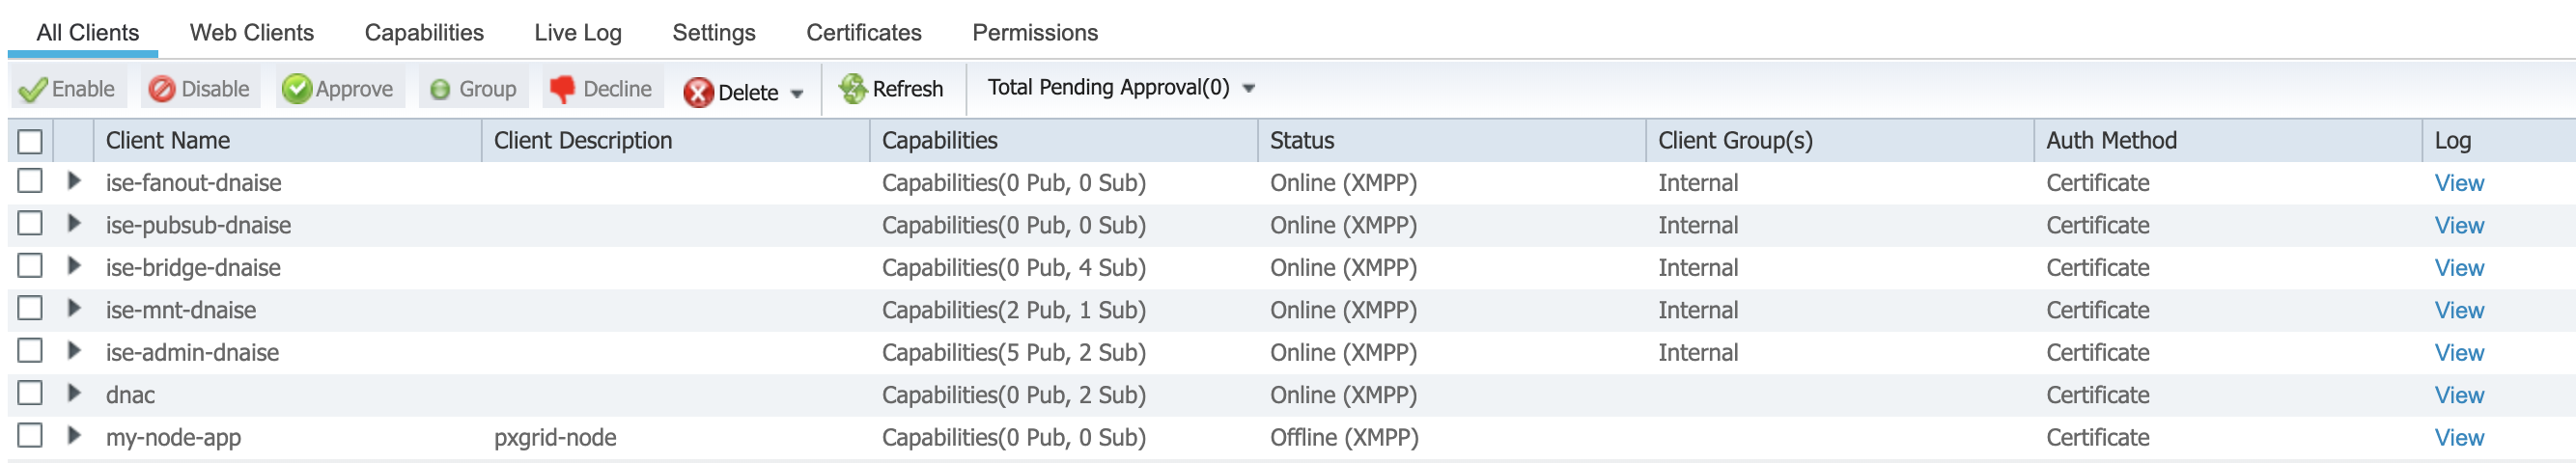 All Clients Web Clients Capabilities Live Log Settings Certificates Permissions
Enable Disable Approve Group Decline Delete Refresh Total Pending Approval(0)
Client Name Client Description Capabilities Status Client Group(s) Auth Method Log
ise-fanout-dnaise Capabilities(0 Pub, 0 Sub) Online (XMPP) Internal Certificate View
ise-pubsub-dnaise Capabilities(0 Pub, 0 Sub) Online (XMPP) Internal Certificate View
ise-bridge-dnaise Capabilities(0 Pub, 4 Sub) Online (XMPP) Internal Certificate View
ise-mnt-dnaise Capabilities(2 Pub, 1 Sub) Online (XMPP) Internal Certificate View
ise-admin-dnaise Capabilities(5 Pub, 2 Sub) Online (XMPP) Internal Certificate View
dnac Capabilities(0 Pub, 2 Sub) Online (XMPP) Certificate View
my-node-app pxgrid-node Capabilities(0 Pub, 0 Sub) Offline (XMPP) Certificate View